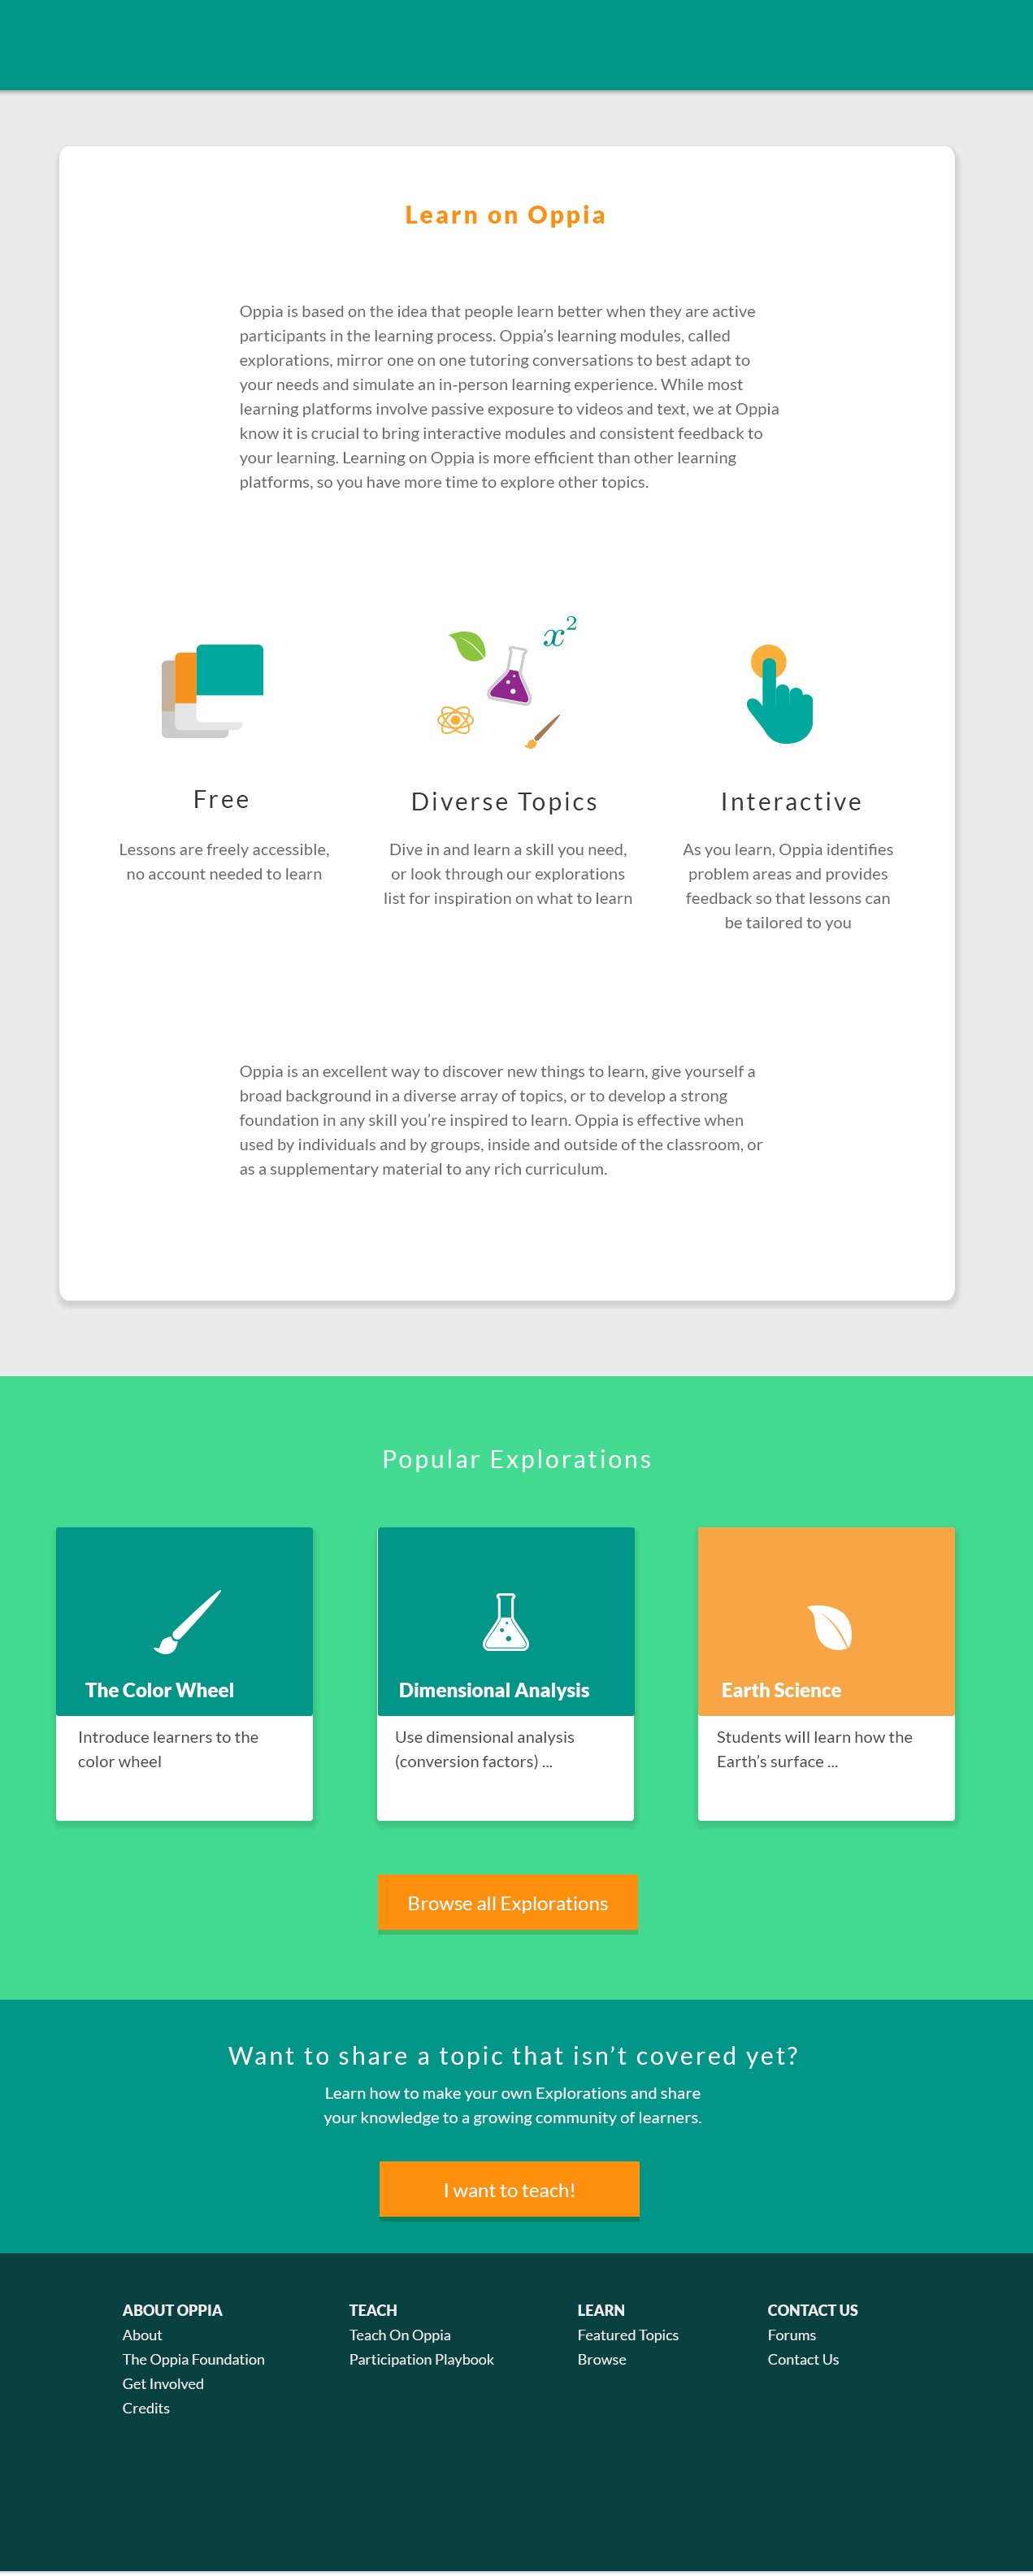 Learn on Oppia
Oppia is based on the idea that people learn better when they are active
participants in the learning process. Oppia’s learning modules, called
explorations, mirror one on one tutoring conversations to best adapt to
your needs and simulate an in-person learning experience. While most
learning platforms involve passive exposure to videos and text, we at Oppia
know it is crucial to bring interactive modules and consistent feedback to
your learning. Learning on Oppia is more efficient than other learning
platforms, so you have more time to explore other topics.
x²
Free
Lessons are freely accessible,
no account needed to learn
Diverse Topics
Dive in and learn a skill you need,
or look through our explorations
list for inspiration on what to learn
Interactive
As you learn, Oppia identifies
problem areas and provides
feedback so that lessons can
be tailored to you
Oppia is an excellent way to discover new things to learn, give yourself a
broad background in a diverse array of topics, or to develop a strong
foundation in any skill you’re inspired to learn. Oppia is effective when
used by individuals and by groups, inside and outside of the classroom, or
as a supplementary material to any rich curriculum.
Popular Explorations
The Color Wheel
Introduce learners to the
color wheel
Dimensional Analysis
Use dimensional analysis
(conversion factors) ...
Earth Science
Students will learn how the
Earth’s surface ...
Browse all Explorations
Want to share a topic that isn’t covered yet?
Learn how to make your own Explorations and share
your knowledge to a growing community of learners.
I want to teach!
ABOUT OPPIA
About
The Oppia Foundation
Get Involved
Credits
TEACH
Teach On Oppia
Participation Playbook
LEARN
Featured Topics
Browse
CONTACT US
Forums
Contact Us